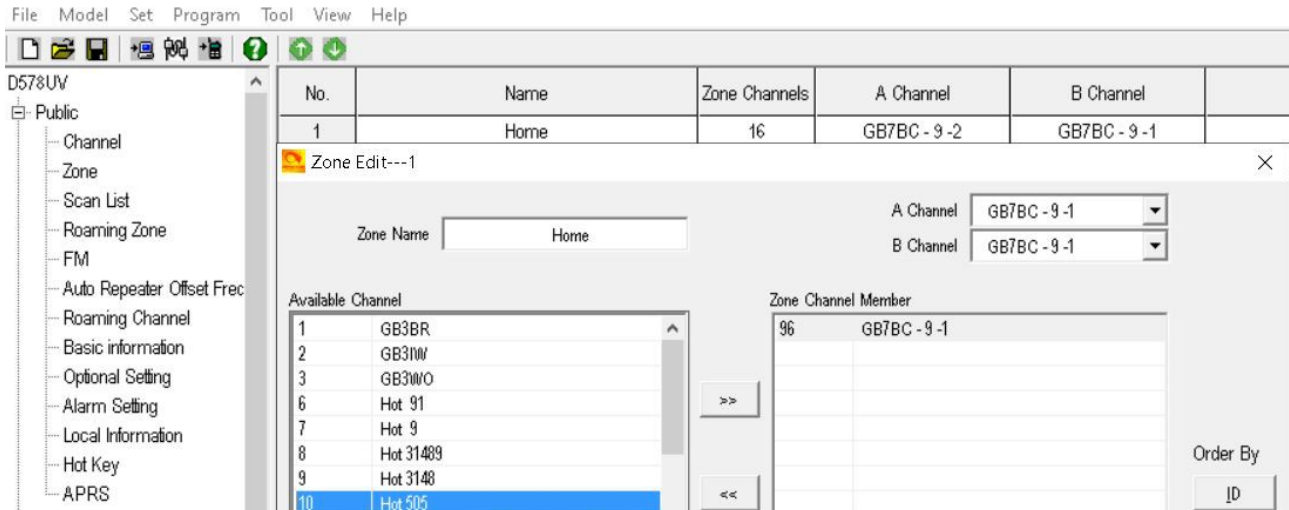 File Model Set Program Tool View Help
D578UV
Public
Channel
Zone
Scan List
Roaming Zone
FM
Auto Repeater Offset Frec
Roaming Channel
Basic information
Optional Setting
Alarm Setting
Local Information
Hot Key
APRS
No. Name Zone Channels A Channel B Channel
1 Home 16 GB7BC - 9 -2 GB7BC - 9 -1
Zone Edit---1
Zone Name Home
A Channel GB7BC - 9 -1
B Channel GB7BC - 9 -1
Available Channel
1 GB3BR
2 GB3IW
3 GB3WO
6 Hot 91
7 Hot 9
8 Hot 31489
9 Hot 3148
10 Hot 505
>>
<<
Zone Channel Member
96 GB7BC - 9 -1
Order By
ID